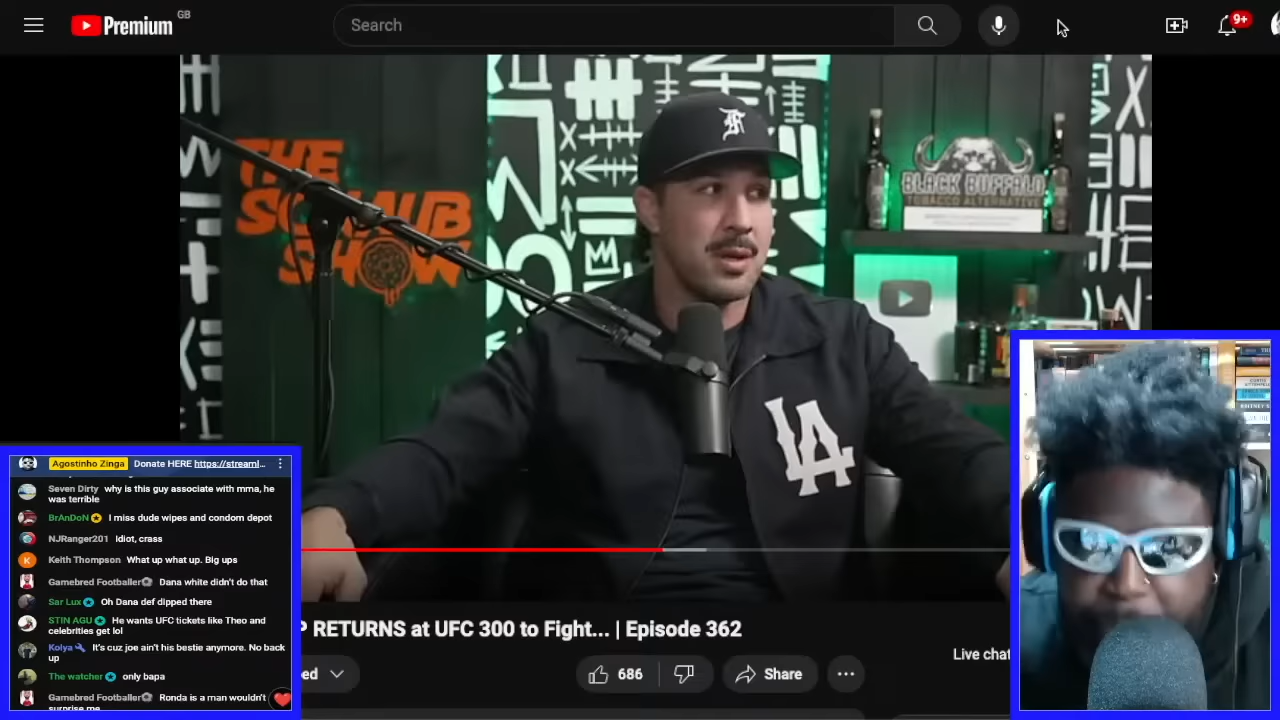 Premium
GB
Search
9+
THE
SCHAUB
SHOW
BLACK BUFFALO
TOBACCO ALTERNATIVE
LA
Agostinho Zinga Donate HERE https://streaml...
Seven Dirty why is this guy associate with mma, he
was terrible
BrAnDoN I miss dude wipes and condom depot
NJRanger201 Idiot, crass
Keith Thompson What up what up. Big ups
Gamebred Footballer Dana white didn't do that
Sar Lux Oh Dana def dipped there
STIN AGU He wants UFC tickets like Theo and
celebrities get lol
Kolya It's cuz joe ain't his bestie anymore. No back
up
The watcher only bapa
Gamebred Footballer Ronda is a man wouldn't
surprise me
P RETURNS at UFC 300 to Fight... | Episode 362
ed
686
Share
Live chat